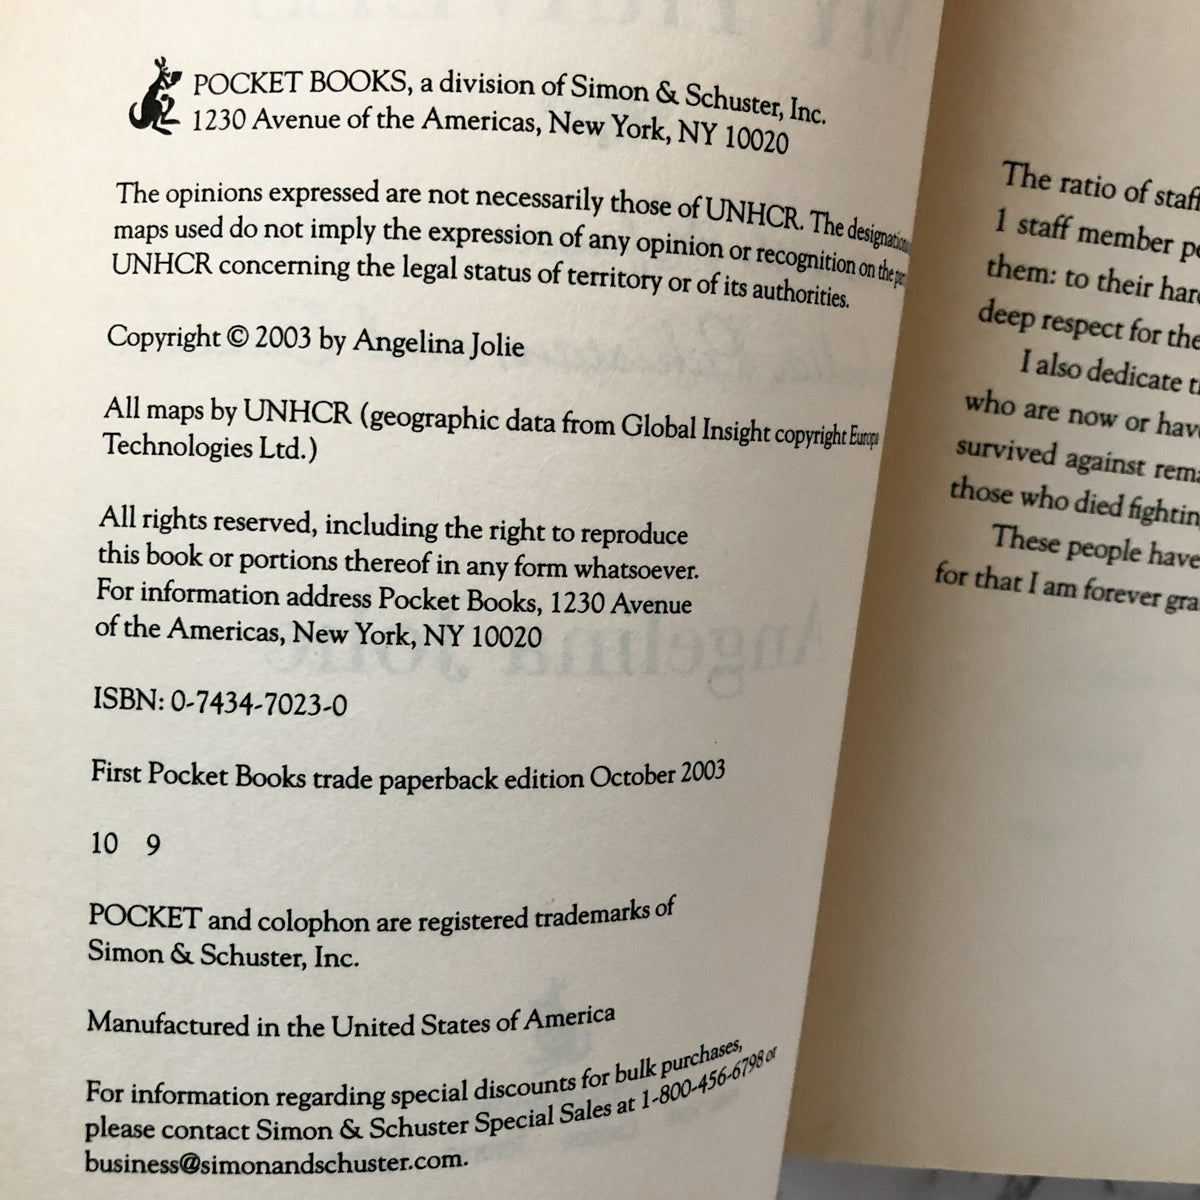 POCKET BOOKS, a division of Simon & Schuster, Inc.
1230 Avenue of the Americas, New York, NY 10020
The opinions expressed are not necessarily those of UNHCR. The
maps used do not imply the expression of any opinion or recognition on the
UNHCR concerning the legal status of territory or of its authorities.
Copyright © 2003 by Angelina Jolie
All maps by UNHCR (geographic data from Global Insight copyright
Technologies Ltd.)
All rights reserved, including the right to reproduce
this book or portions thereof in any form whatsoever.
For information address Pocket Books, 1230 Avenue
of the Americas, New York, NY 10020
ISBN: 0-7434-7023-0
First Pocket Books trade paperback edition October 2003
10 9
POCKET and colophon are registered trademarks of
Simon & Schuster, Inc.
Manufactured in the United States of America
For information regarding special discounts for bulk purchases,
please contact Simon & Schuster Special Sales at 1-800-456-6798 or
business@simonandschuster.com.
The ratio of staff
1 staff member
them: to their
deep respect for
I also dedicate
who are now or
survived against
those who died
These people have
for that I am forever